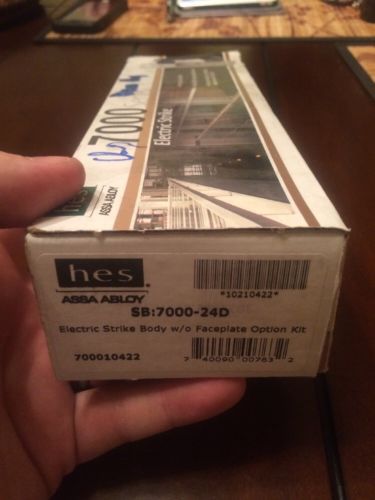 7000
Electric Strike
hes
ASSA ABLOY
hes
ASSA ABLOY
*10210422*
SB:7000-24D
Electric Strike Body w/o Faceplate Option Kit
700010422
7 40090 00763 2